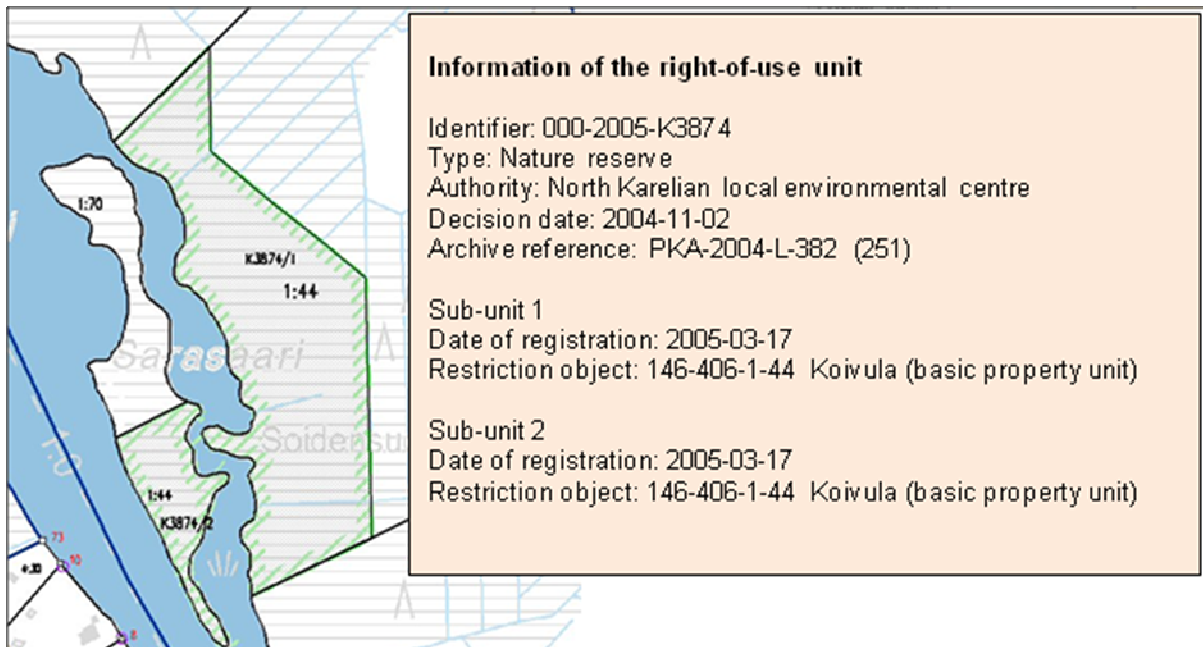 Information of the right-of-use unit
Identifier: 000-2005-K3874
Type: Nature reserve
Authority: North Karelian local environmental centre
Decision date: 2004-11-02
Archive reference: PKA-2004-L-382 (251)
Sub-unit 1
Date of registration: 2005-03-17
Restriction object: 146-406-1-44 Koivula (basic property unit)
Sub-unit 2
Date of registration: 2005-03-17
Restriction object: 146-406-1-44 Koivula (basic property unit)
1:70
K3874/1
1:44
Sarasaari
1:44
K3874/2
73
10
8